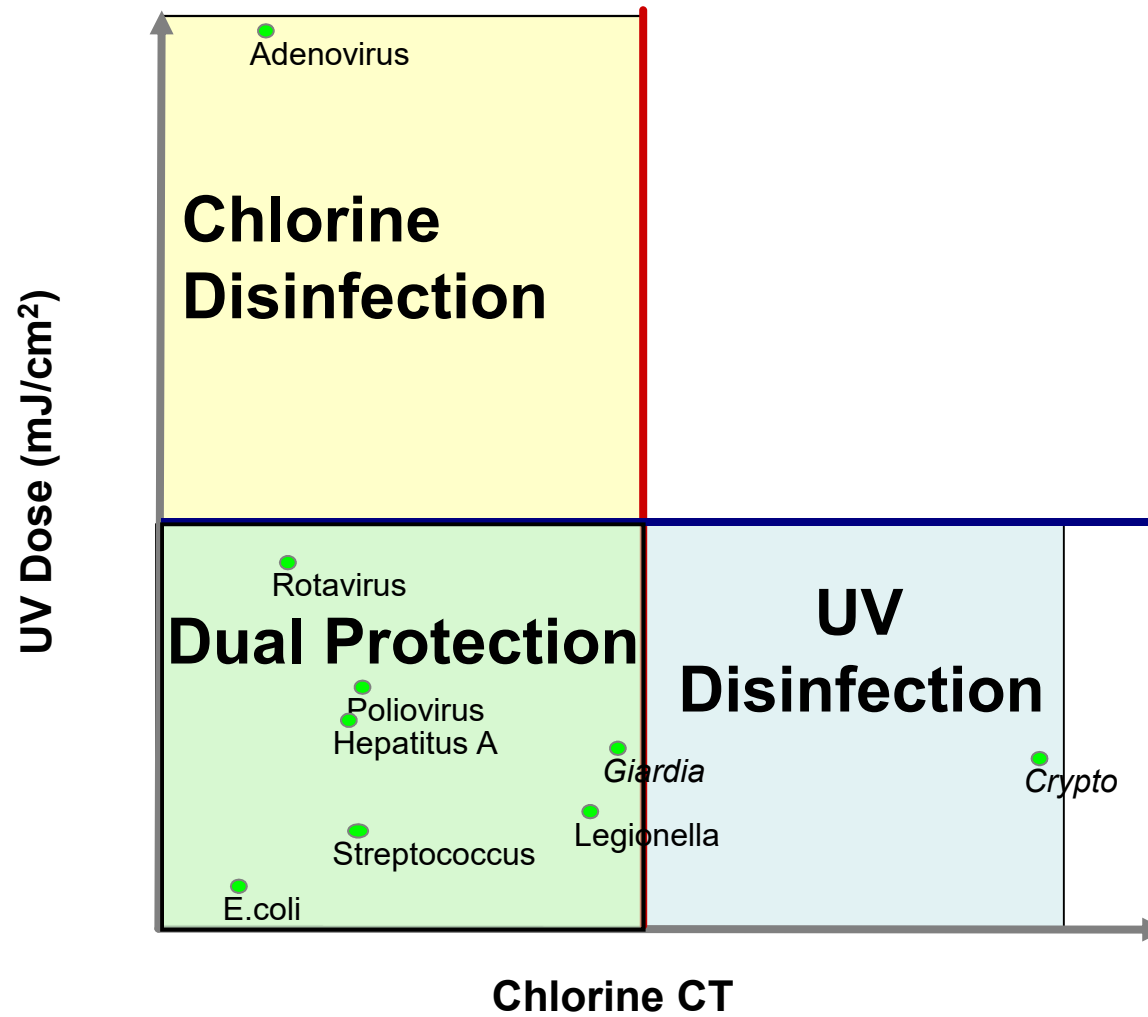 Adenovirus
Chlorine
Disinfection
UV Dose (mJ/cm²)
Rotavirus
Dual Protection
UV
Disinfection
Poliovirus
Hepatitus A
Giardia
Crypto
Legionella
Streptococcus
E.coli
Chlorine CT